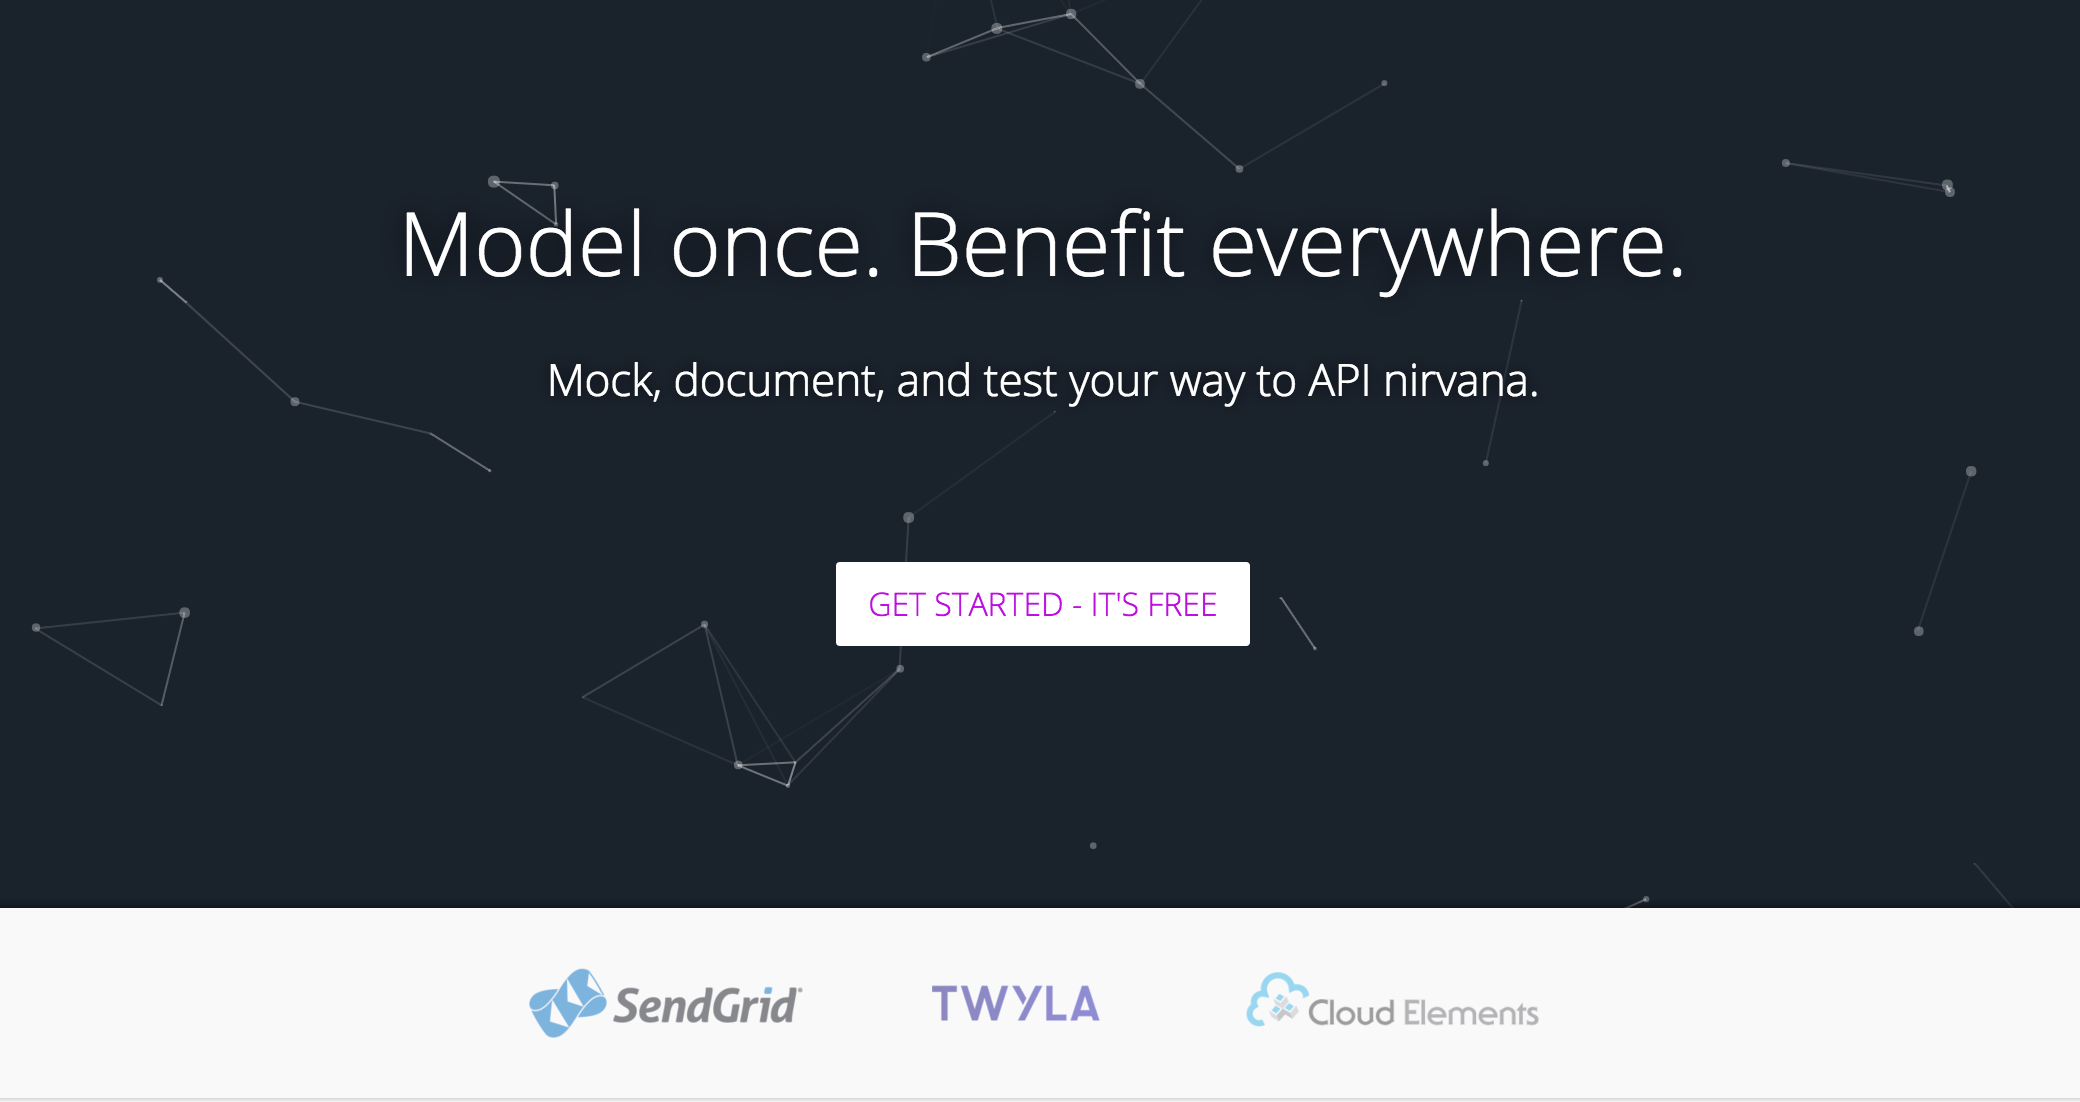 Model once. Benefit everywhere.
Mock, document, and test your way to API nirvana.
GET STARTED - IT'S FREE
SendGrid®
TWYLA
Cloud Elements